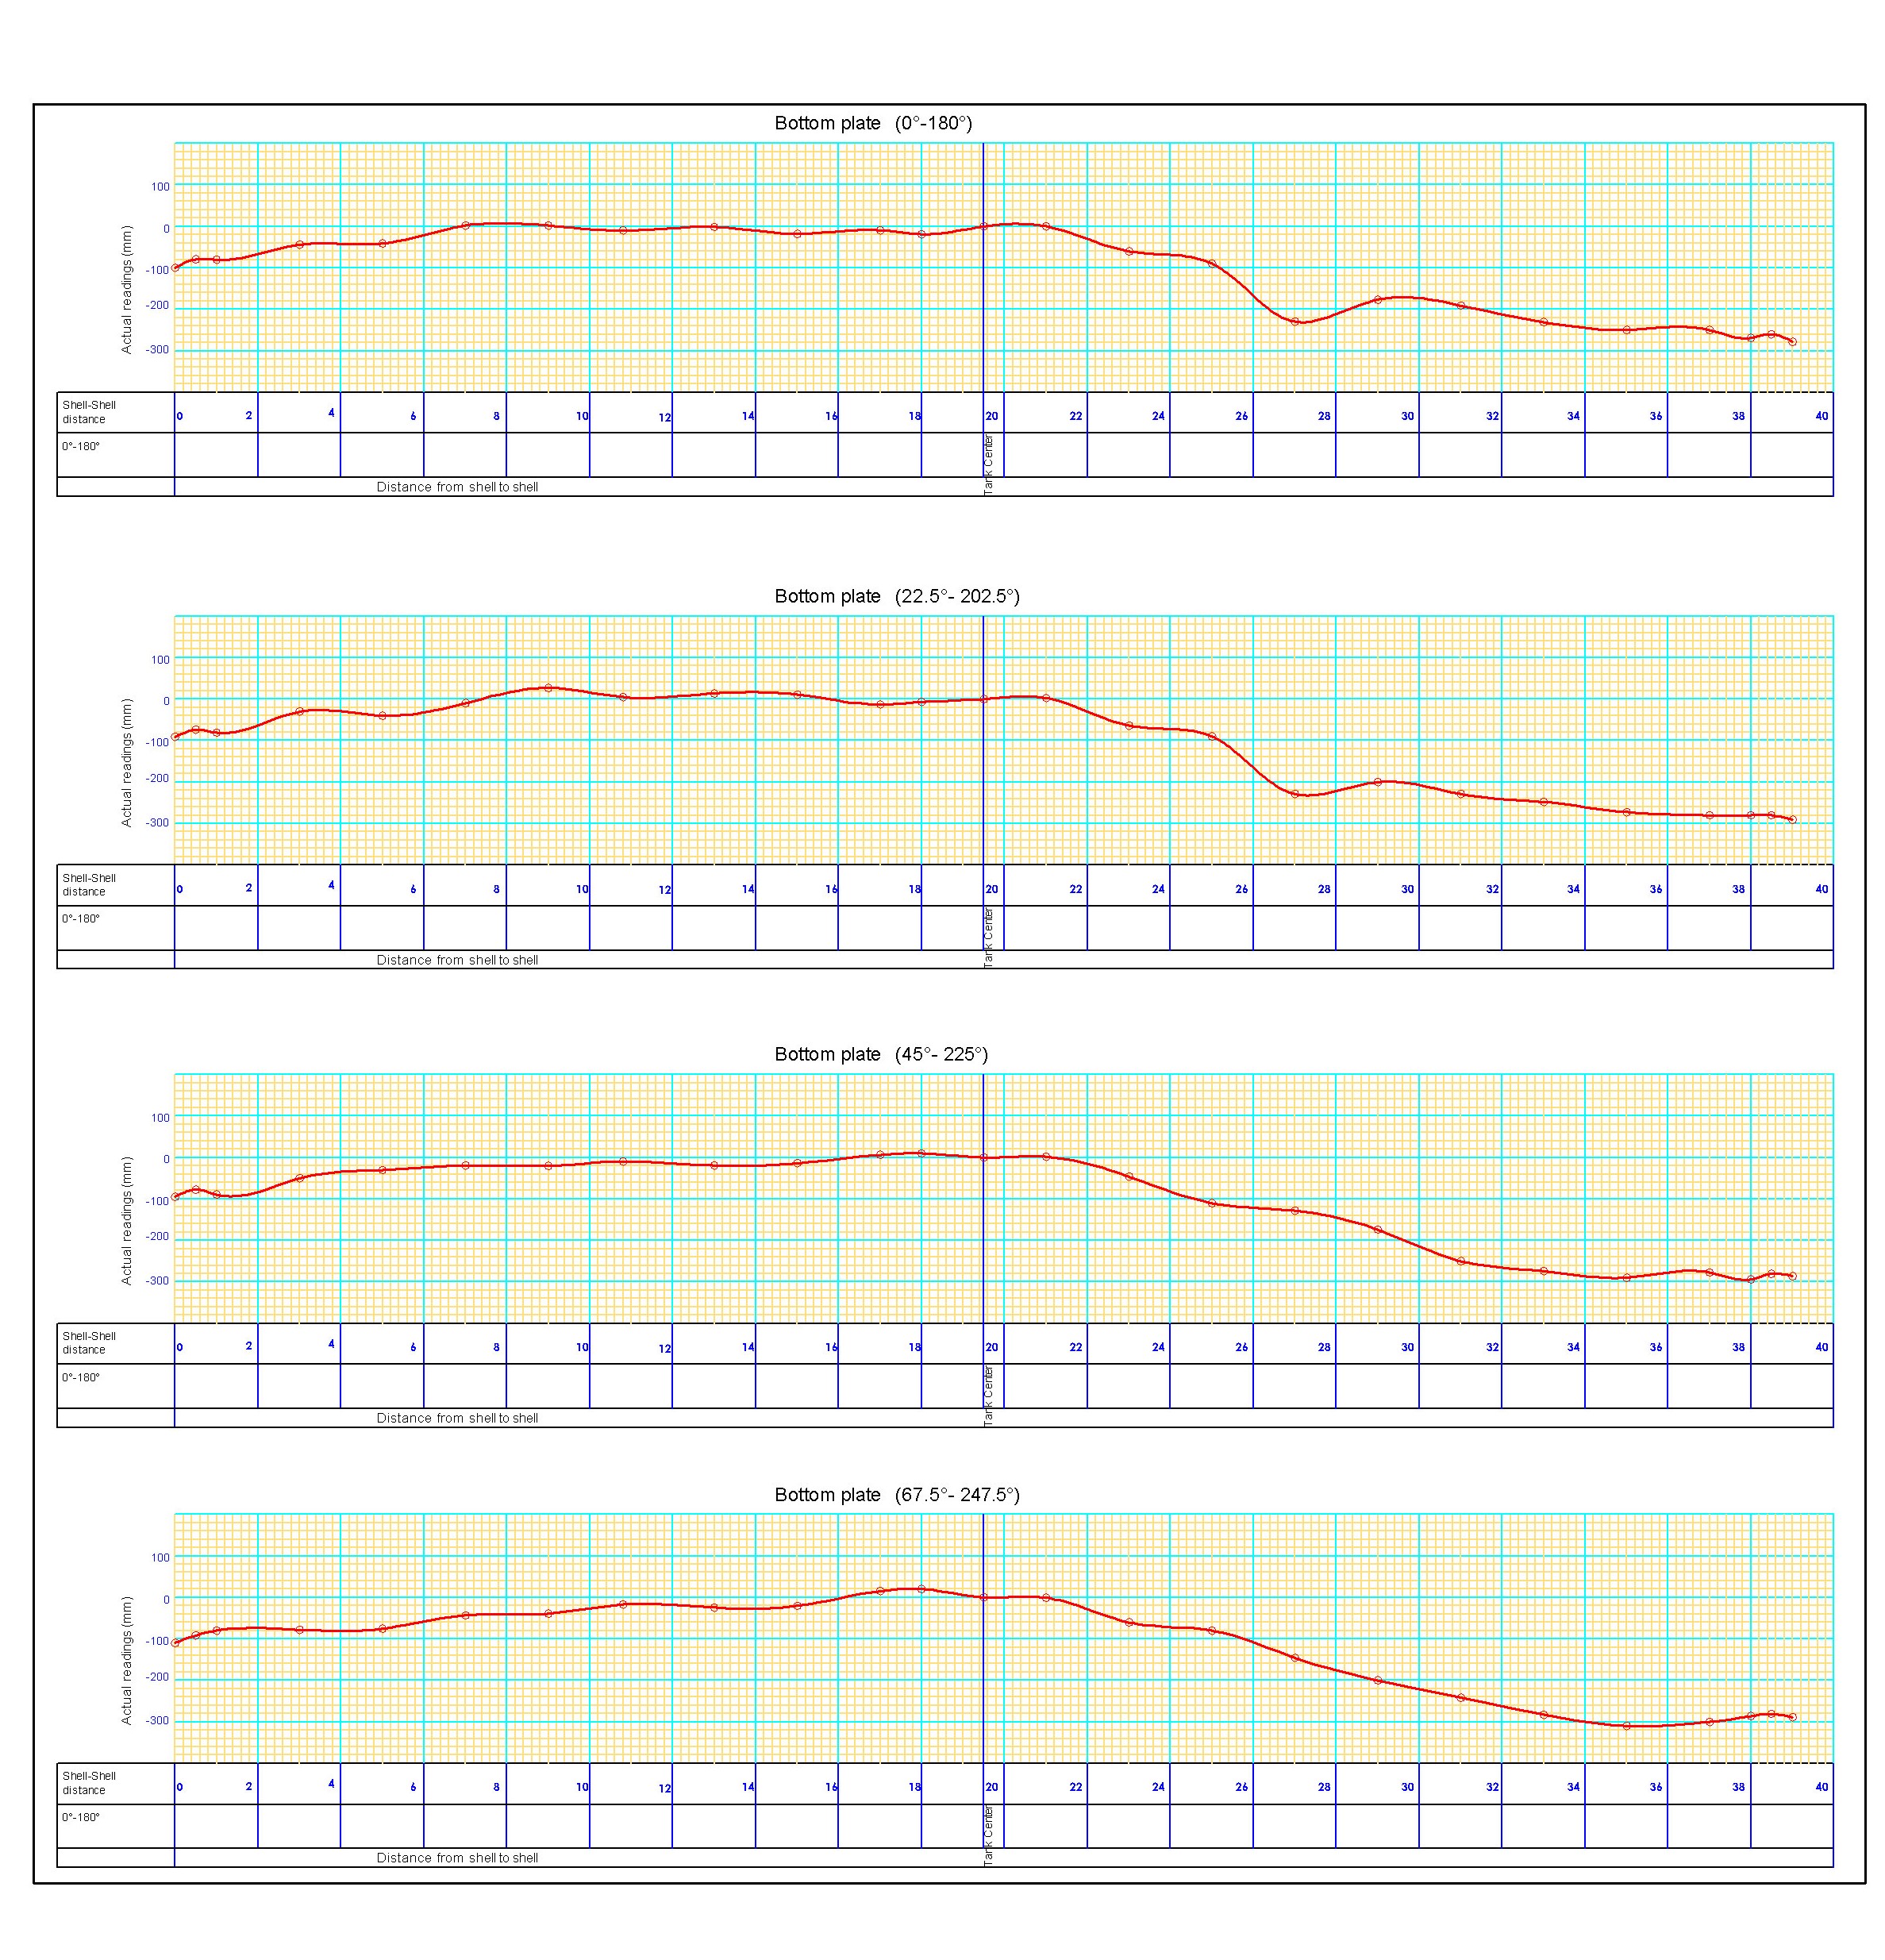 Bottom plate (0°-180°)
100
0
-100
-200
-300
Actual readings (mm)
Shell-Shell
distance
0 2 4 6 8 10 12 14 16 18 20 22 24 26 28 30 32 34 36 38 40
0°-180°
Tank Center
Distance from shell to shell
Bottom plate (22.5°- 202.5°)
100
0
-100
-200
-300
Actual readings (mm)
Shell-Shell
distance
0 2 4 6 8 10 12 14 16 18 20 22 24 26 28 30 32 34 36 38 40
0°-180°
Tank Center
Distance from shell to shell
Bottom plate (45°- 225°)
100
0
-100
-200
-300
Actual readings (mm)
Shell-Shell
distance
0 2 4 6 8 10 12 14 16 18 20 22 24 26 28 30 32 34 36 38 40
0°-180°
Tank Center
Distance from shell to shell
Bottom plate (67.5°- 247.5°)
100
0
-100
-200
-300
Actual readings (mm)
Shell-Shell
distance
0 2 4 6 8 10 12 14 16 18 20 22 24 26 28 30 32 34 36 38 40
0°-180°
Tank Center
Distance from shell to shell